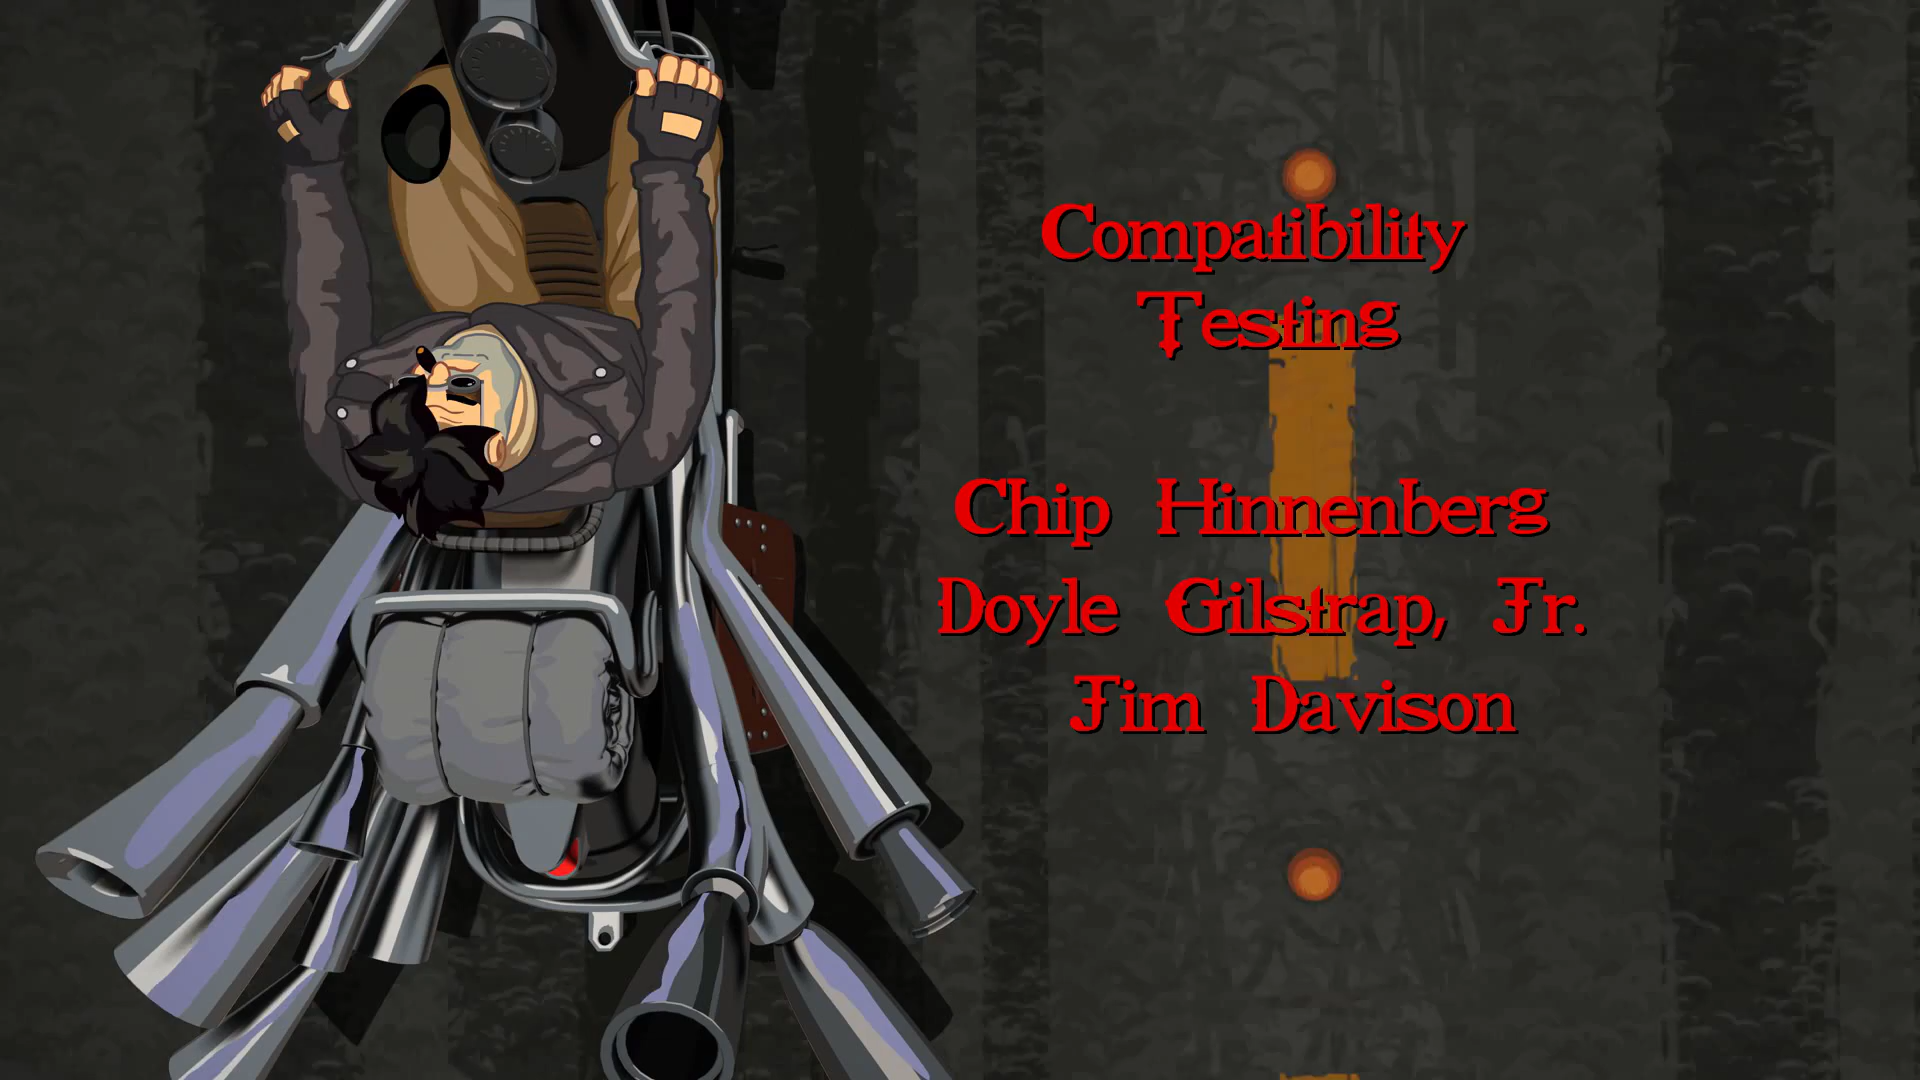 Compatibility
Testing
Chip Hinnenberg
Doyle Gilstrap, Jr.
Jim Davison